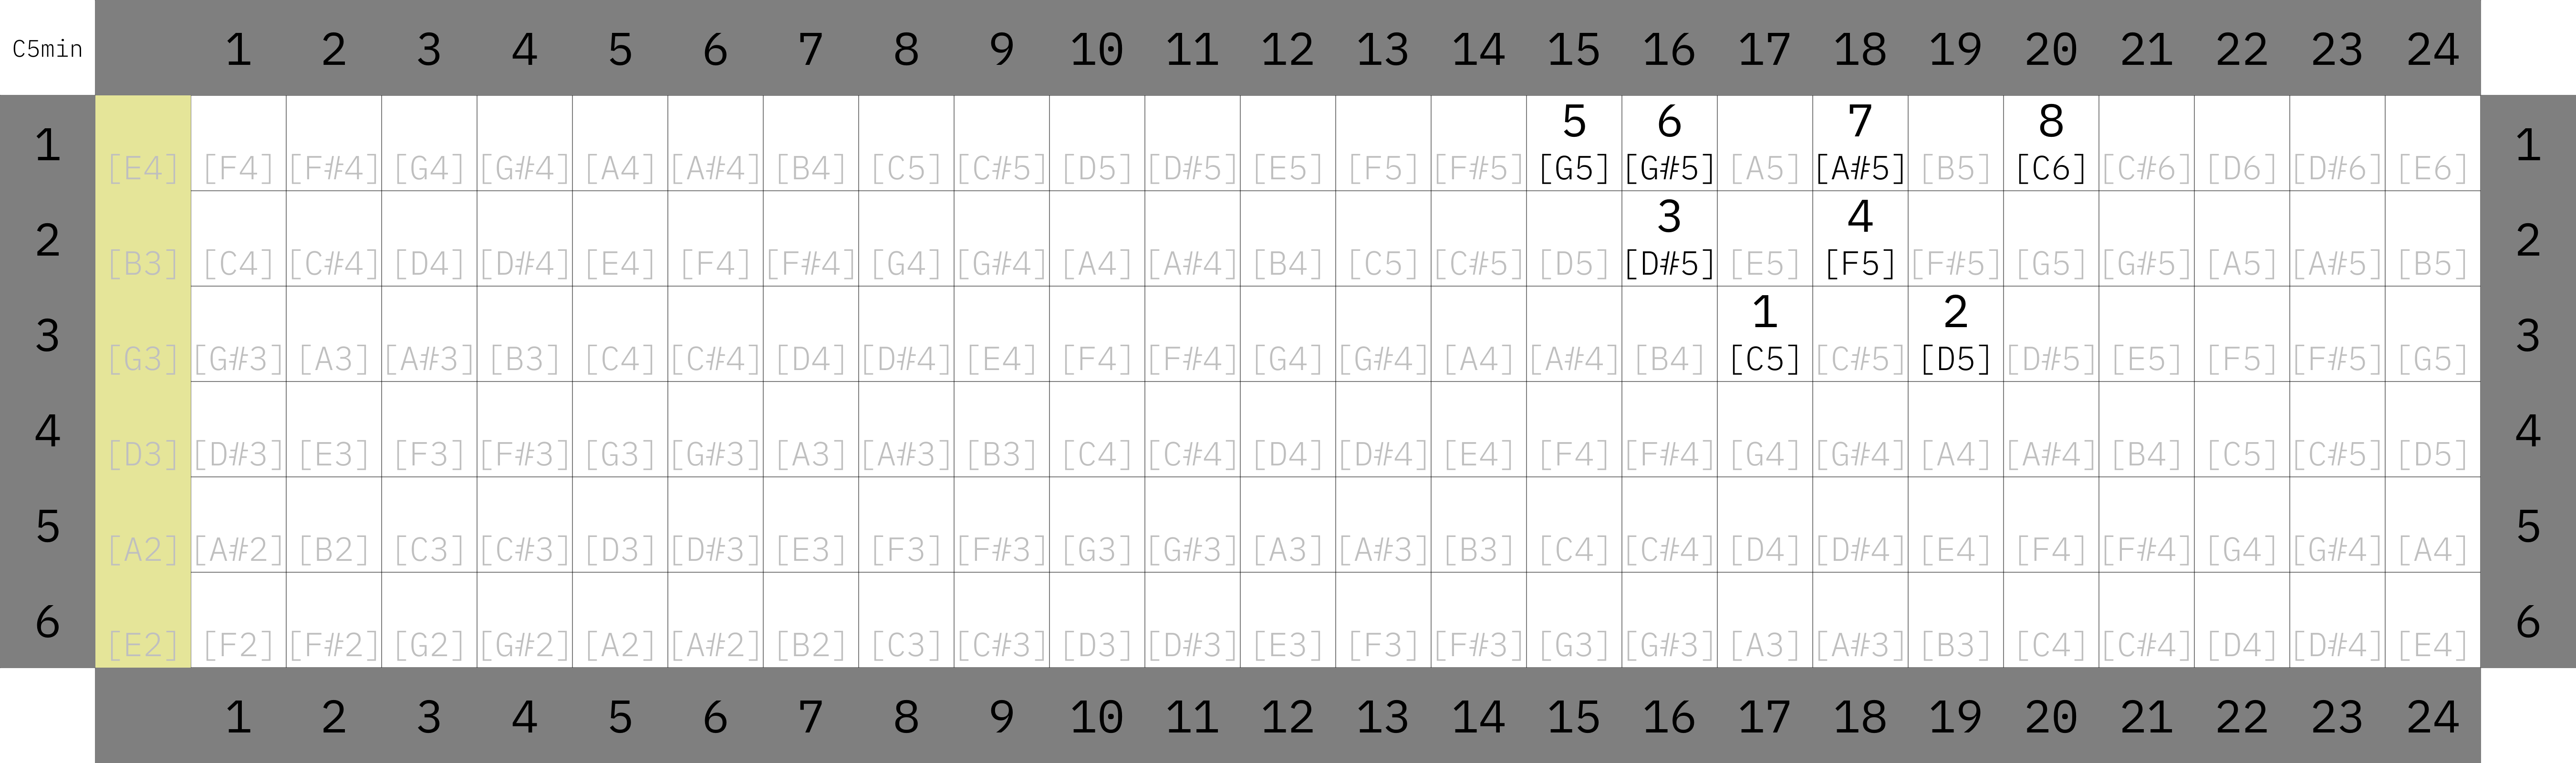 C5min 1 2 3 4 5 6 7 8 9 10 11 12 13 14 15 16 17 18 19 20 21 22 23 24
5 6 7 8
1 1
[E4] [F4] [F#4] [G4] [G#4] [A4] [A#4] [B4] [C5] [C#5] [D5] [D#5] [E5] [F5] [F#5] [G5] [G#5] [A5] [A#5] [B5] [C6] [C#6] [D6] [D#6] [E6]
3 4
2 2
[B3] [C4] [C#4] [D4] [D#4] [E4] [F4] [F#4] [G4] [G#4] [A4] [A#4] [B4] [C5] [C#5] [D5] [D#5] [E5] [F5] [F#5] [G5] [G#5] [A5] [A#5] [B5]
1 2
3 3
[G3] [G#3] [A3] [A#3] [B3] [C4] [C#4] [D4] [D#4] [E4] [F4] [F#4] [G4] [G#4] [A4] [A#4] [B4] [C5] [C#5] [D5] [D#5] [E5] [F5] [F#5] [G5]
4 4
[D3] [D#3] [E3] [F3] [F#3] [G3] [G#3] [A3] [A#3] [B3] [C4] [C#4] [D4] [D#4] [E4] [F4] [F#4] [G4] [G#4] [A4] [A#4] [B4] [C5] [C#5] [D5]
5 5
[A2] [A#2] [B2] [C3] [C#3] [D3] [D#3] [E3] [F3] [F#3] [G3] [G#3] [A3] [A#3] [B3] [C4] [C#4] [D4] [D#4] [E4] [F4] [F#4] [G4] [G#4] [A4]
6 6
[E2] [F2] [F#2] [G2] [G#2] [A2] [A#2] [B2] [C3] [C#3] [D3] [D#3] [E3] [F3] [F#3] [G3] [G#3] [A3] [A#3] [B3] [C4] [C#4] [D4] [D#4] [E4]
1 2 3 4 5 6 7 8 9 10 11 12 13 14 15 16 17 18 19 20 21 22 23 24